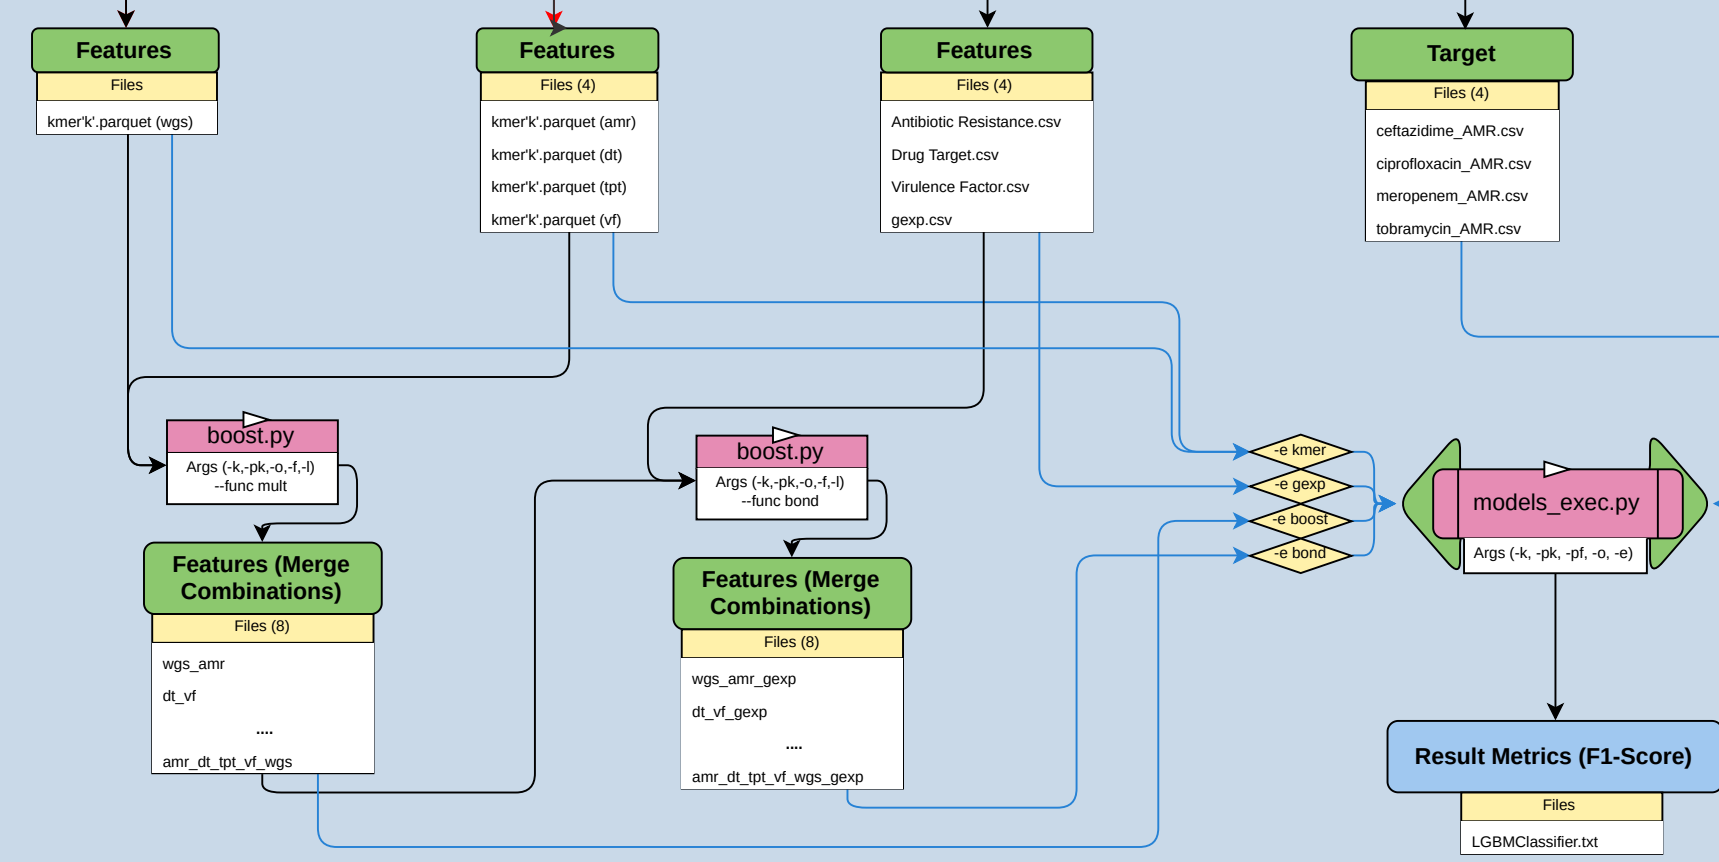 Features
Files
kmer'k'.parquet (wgs)
Features
Files (4)
kmer'k'.parquet (amr)
kmer'k'.parquet (dt)
kmer'k'.parquet (tpt)
kmer'k'.parquet (vf)
Features
Files (4)
Antibiotic Resistance.csv
Drug Target.csv
Virulence Factor.csv
gexp.csv
Target
Files (4)
ceftazidime_AMR.csv
ciprofloxacin_AMR.csv
meropenem_AMR.csv
tobramycin_AMR.csv
boost.py
Args (-k,-pk,-o,-f,-l)
--func mult
Features (Merge
Combinations)
Files (8)
wgs_amr
dt_vf
....
amr_dt_tpt_vf_wgs
boost.py
Args (-k,-pk,-o,-f,-l)
--func bond
Features (Merge
Combinations)
Files (8)
wgs_amr_gexp
dt_vf_gexp
....
amr_dt_tpt_vf_wgs_gexp
-e kmer
-e gexp
-e boost
-e bond
models_exec.py
Args (-k, -pk, -pf, -o, -e)
Result Metrics (F1-Score)
Files
LGBMClassifier.txt